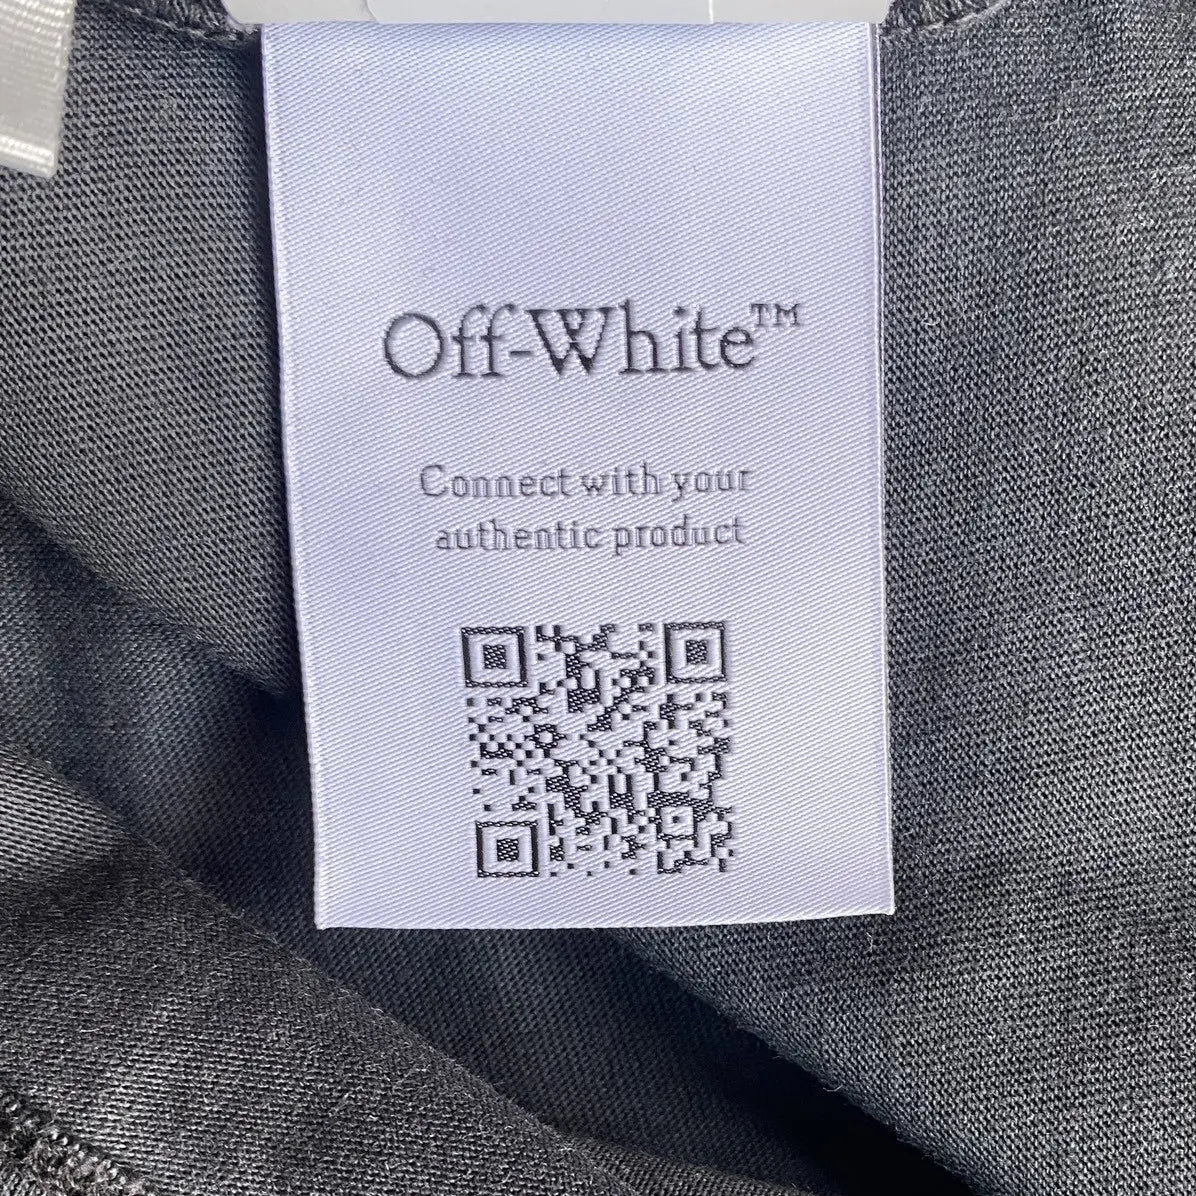 Off-White™
Connect with your
authentic product